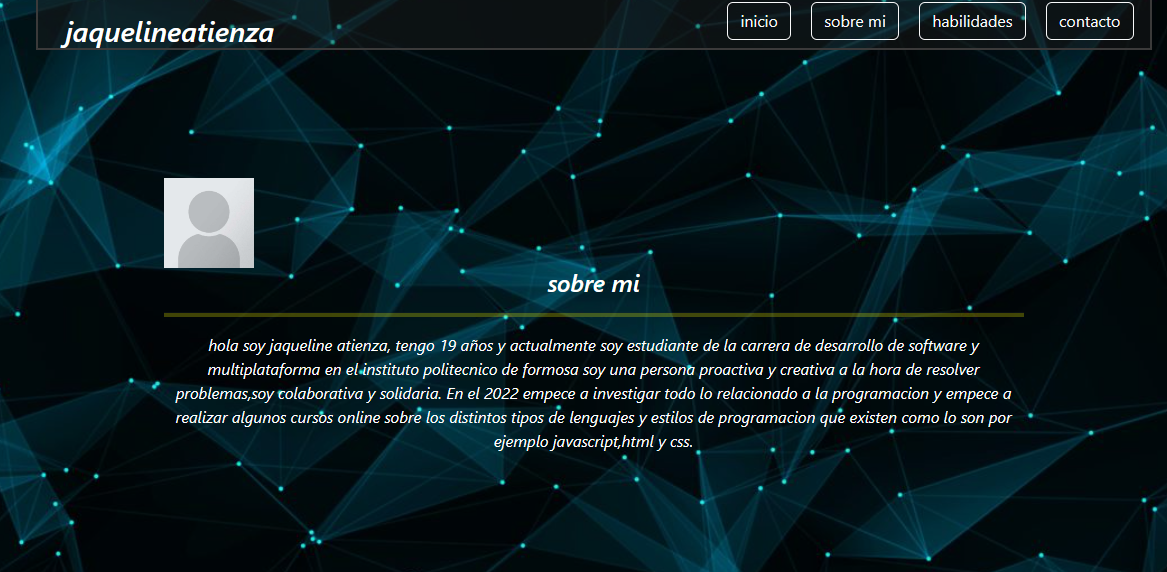 jaquelineatienza
inicio
sobre mi
habilidades
contacto
sobre mi
hola soy jaqueline atienza, tengo 19 años y actualmente soy estudiante de la carrera de desarrollo de software y
multiplataforma en el instituto politecnico de formosa soy una persona proactiva y creativa a la hora de resolver
problemas,soy colaborativa y solidaria. En el 2022 empece a investigar todo lo relacionado a la programacion y empece a
realizar algunos cursos online sobre los distintos tipos de lenguajes y estilos de programacion que existen como lo son por
ejemplo javascript,html y css.